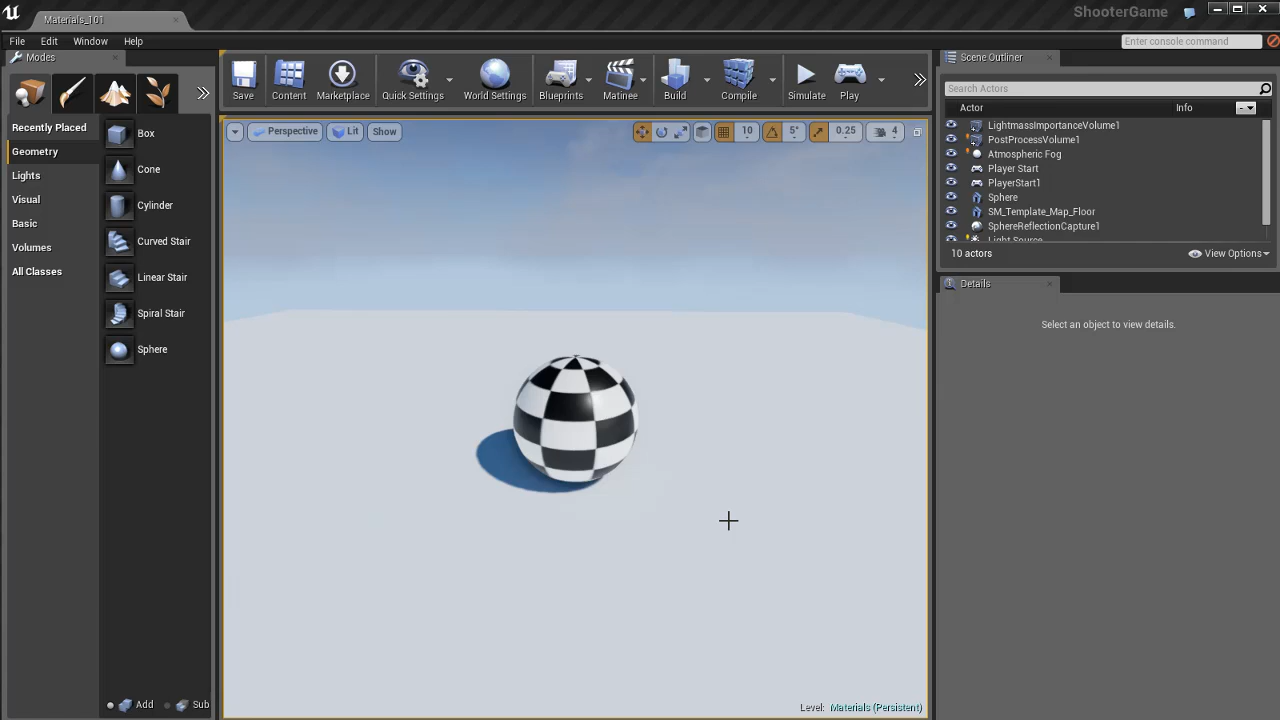 Materials_101
ShooterGame
File Edit Window Help
Enter console command
Modes
Save Content Marketplace Quick Settings World Settings Blueprints Matinee Build Compile Simulate Play
Recently Placed
Geometry
Lights
Visual
Basic
Volumes
All Classes
Box
Cone
Cylinder
Curved Stair
Linear Stair
Spiral Stair
Sphere
Add Sub
Perspective Lit Show 10 5° 0.25 4
Level: Materials (Persistent)
Scene Outliner
Search Actors
Actor Info
LightmassImportanceVolume1
PostProcessVolume1
Atmospheric Fog
Player Start
PlayerStart1
Sphere
SM_Template_Map_Floor
SphereReflectionCapture1
Light Source
10 actors View Options
Details
Select an object to view details.